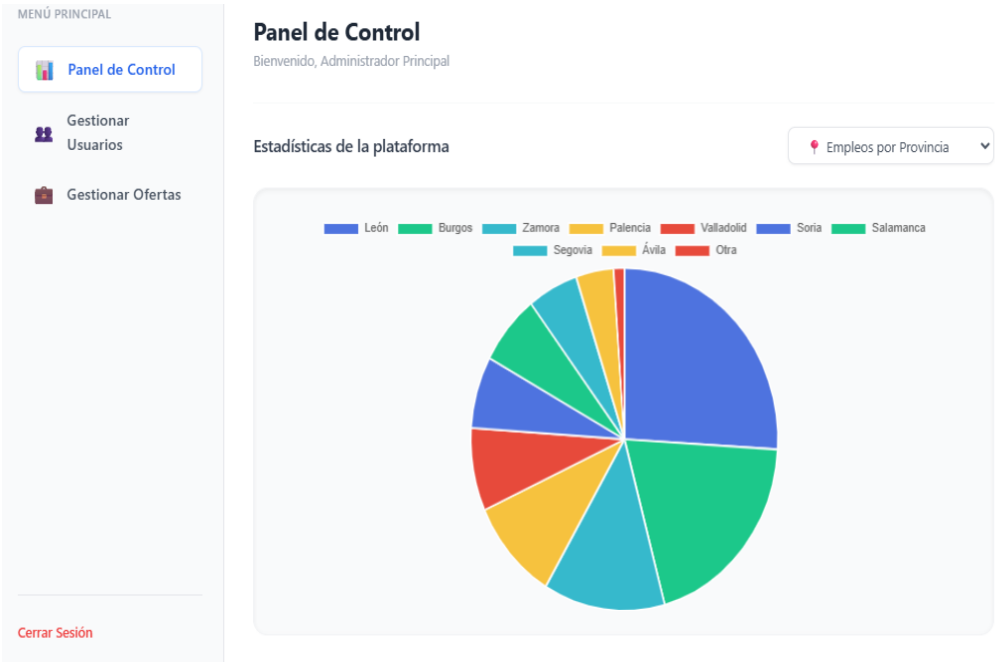 MENÚ PRINCIPAL
Panel de Control
Gestionar
Usuarios
Gestionar Ofertas
Cerrar Sesión
Panel de Control
Bienvenido, Administrador Principal
Estadísticas de la plataforma
Empleos por Provincia
León Burgos Zamora Palencia Valladolid Soria Salamanca
Segovia Ávila Otra